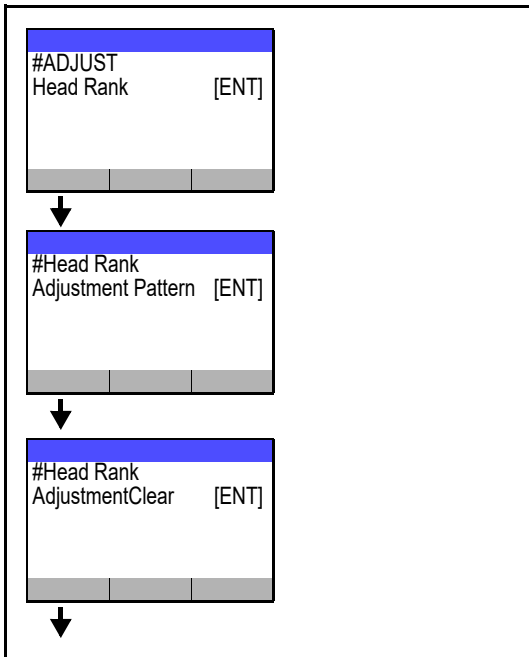 #ADJUST
Head Rank [ENT]
#Head Rank
Adjustment Pattern [ENT]
#Head Rank
AdjustmentClear [ENT]